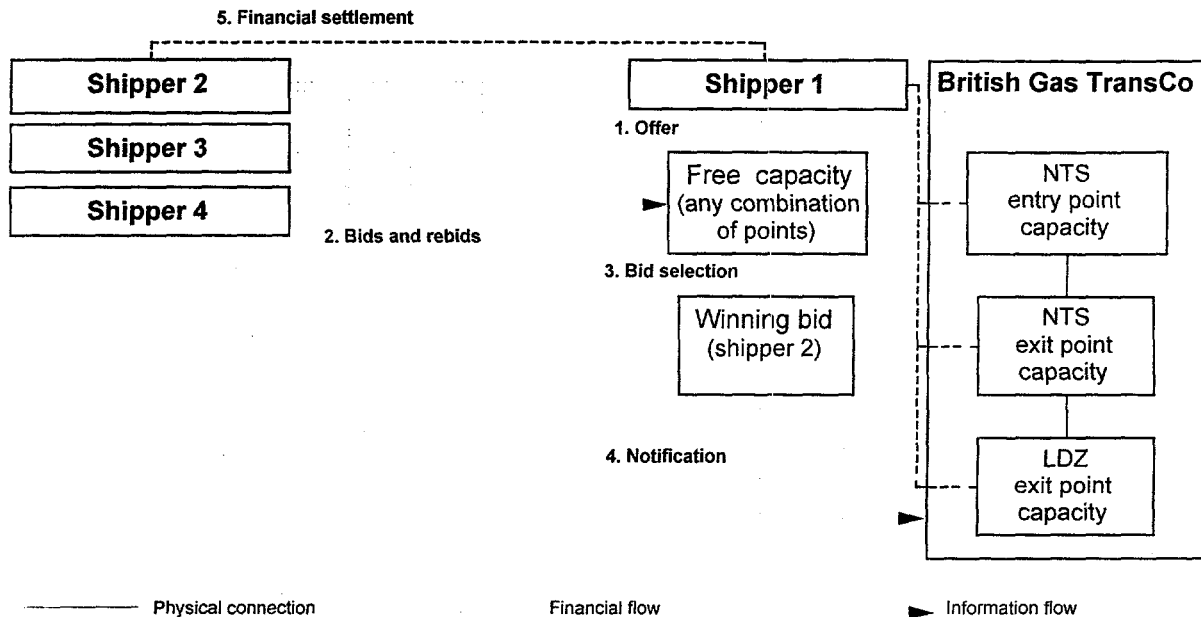 5. Financial settlement
Shipper 2
Shipper 3
Shipper 4
2. Bids and rebids
Shipper 1
1. Offer
Free capacity
(any combination
of points)
3. Bid selection
Winning bid
(shipper 2)
4. Notification
British Gas TransCo
NTS
entry point
capacity
NTS
exit point
capacity
LDZ
exit point
capacity
Physical connection
Financial flow
Information flow